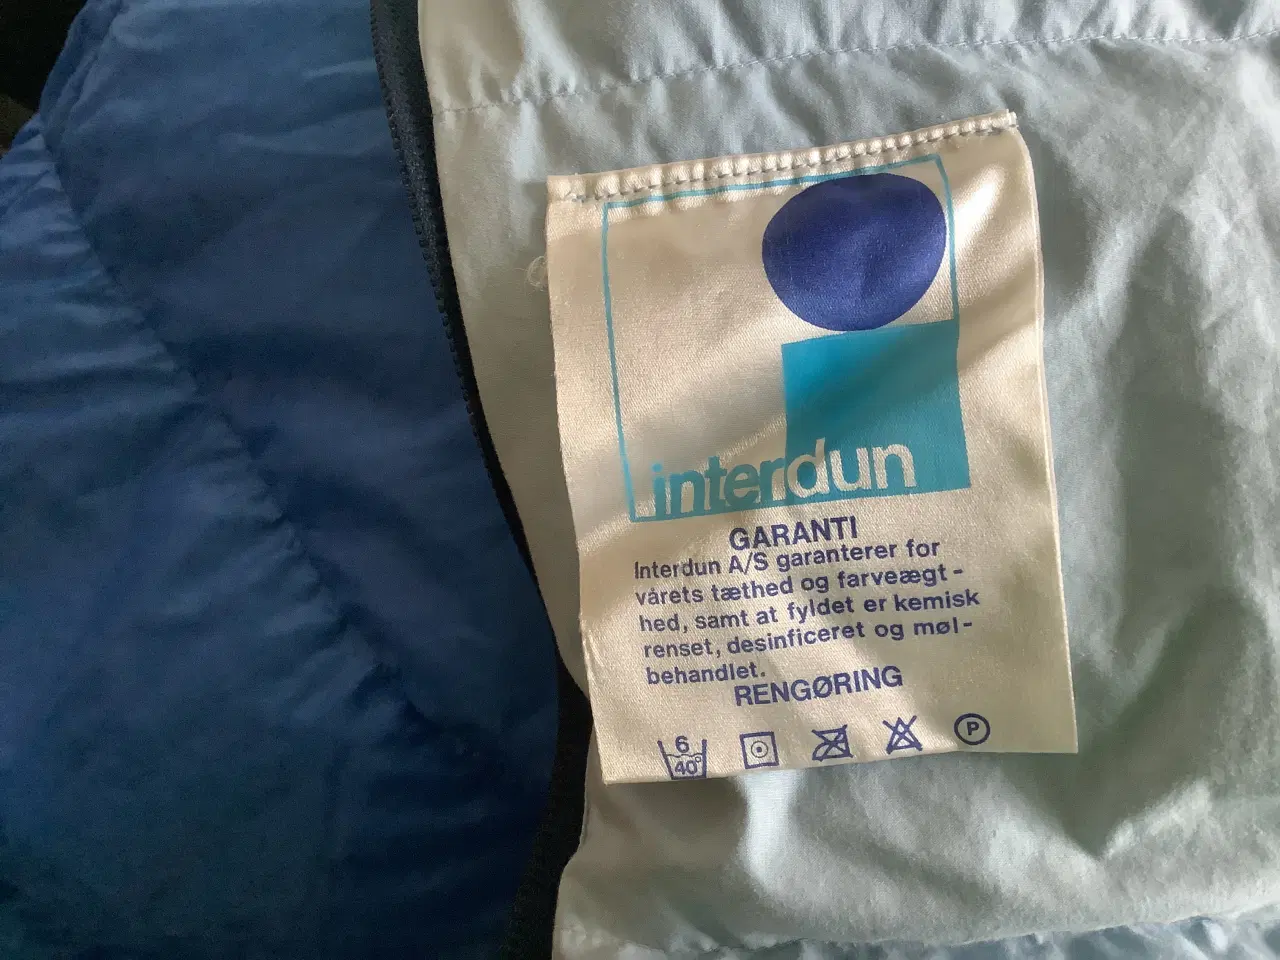 interdun
GARANTI
Interdun A/S garanterer for
vårets tæthed og farveægt-
hed, samt at fyldet er kemisk
renset, desinficeret og møl-
behandlet.
RENGØRING
6
40°
P